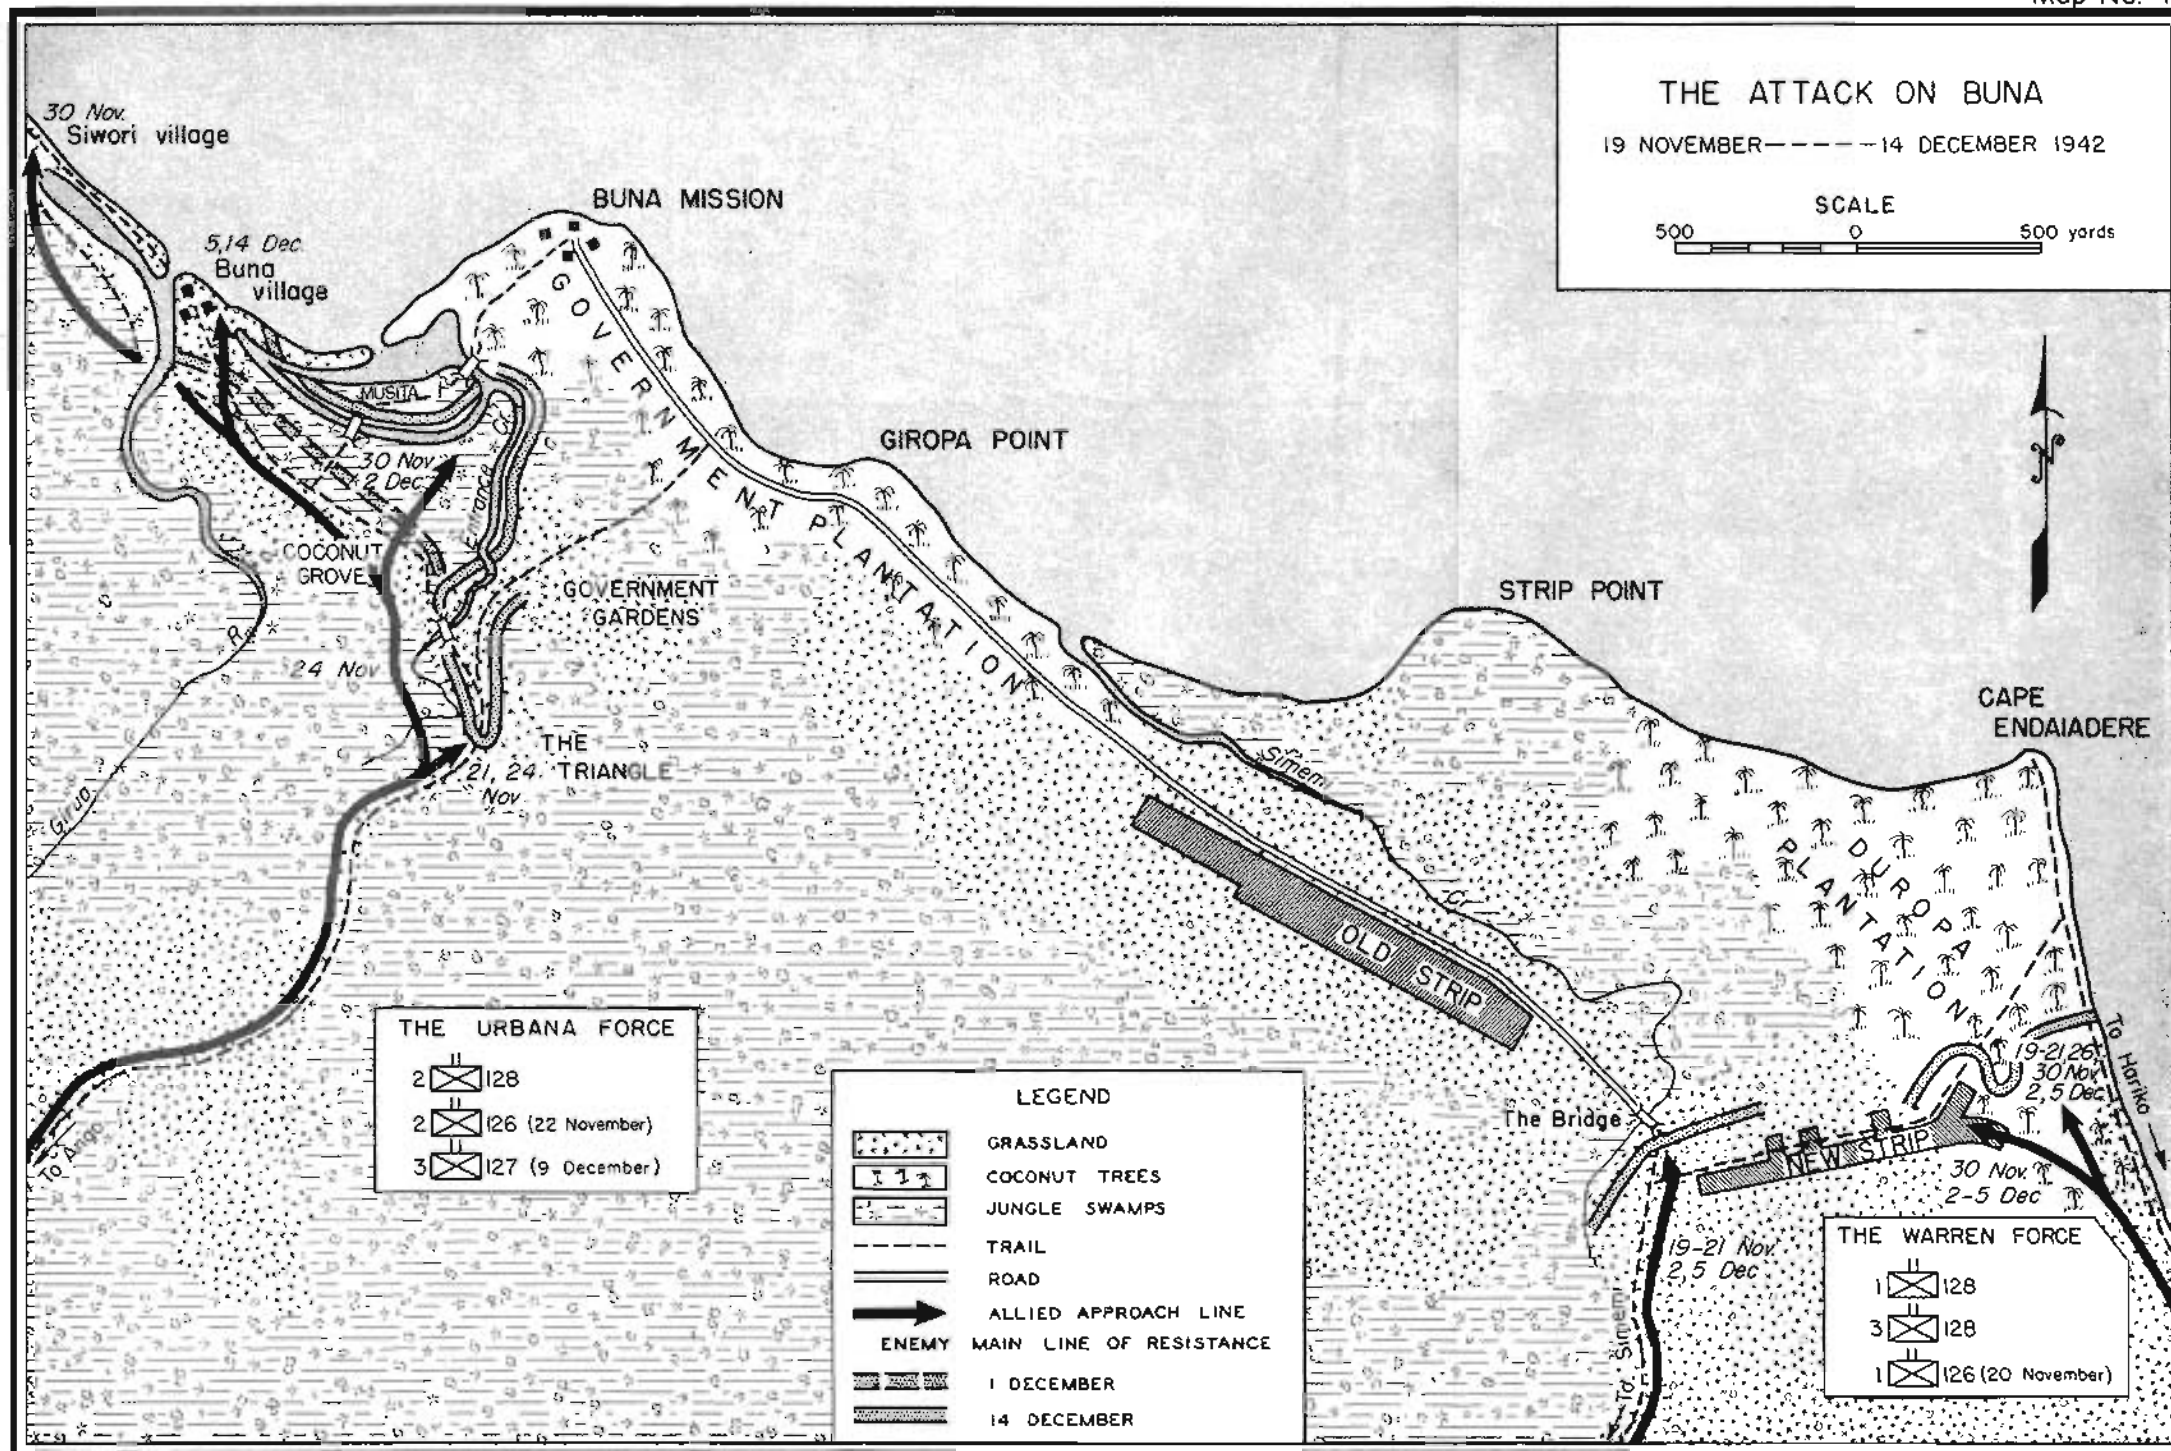 Map No.
THE ATTACK ON BUNA
19 NOVEMBER-----14 DECEMBER 1942
SCALE
500 0 500 yards
30 Nov.
Siwori village
BUNA MISSION
5,14 Dec.
Buna
village
GOVERNMENT PLANTATION
MUSITA I
GIROPA POINT
30 Nov
2 Dec
Entrance Cr.
COCONUT
GROVE
GOVERNMENT
GARDENS
STRIP POINT
24 Nov
Girua R.
CAPE
ENDAIADERE
THE
TRIANGLE
21, 24
Nov
Simemi Cr.
DUROPA
PLANTATION
OLD STRIP
To Hariko
19-21,26,
30 Nov.
2,5 Dec
The Bridge
NEW STRIP
30 Nov.
2-5 Dec
To Ango
THE URBANA FORCE
2 128
2 126 (22 November)
3 127 (9 December)
19-21 Nov.
2,5 Dec
To Simemi
THE WARREN FORCE
1 128
3 128
1 126 (20 November)
LEGEND
GRASSLAND
COCONUT TREES
JUNGLE SWAMPS
TRAIL
ROAD
ALLIED APPROACH LINE
ENEMY MAIN LINE OF RESISTANCE
1 DECEMBER
14 DECEMBER
N